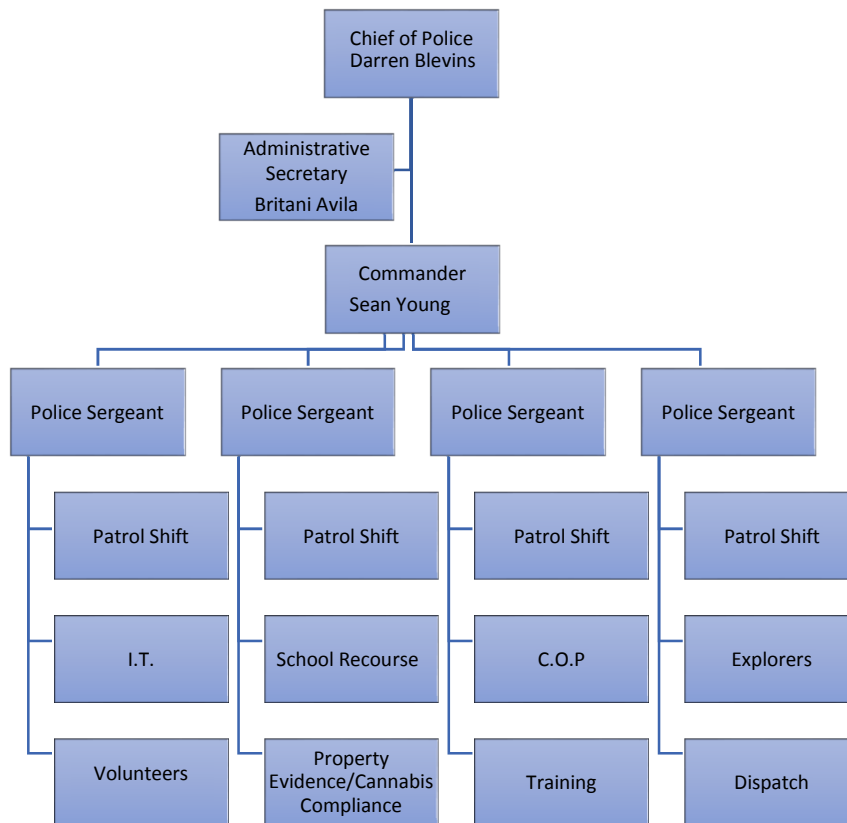 Chief of Police
Darren Blevins
Administrative
Secretary
Britani Avila
Commander
Sean Young
Police Sergeant
Police Sergeant
Police Sergeant
Police Sergeant
Patrol Shift
Patrol Shift
Patrol Shift
Patrol Shift
I.T.
School Recourse
C.O.P
Explorers
Volunteers
Property
Evidence/Cannabis
Compliance
Training
Dispatch